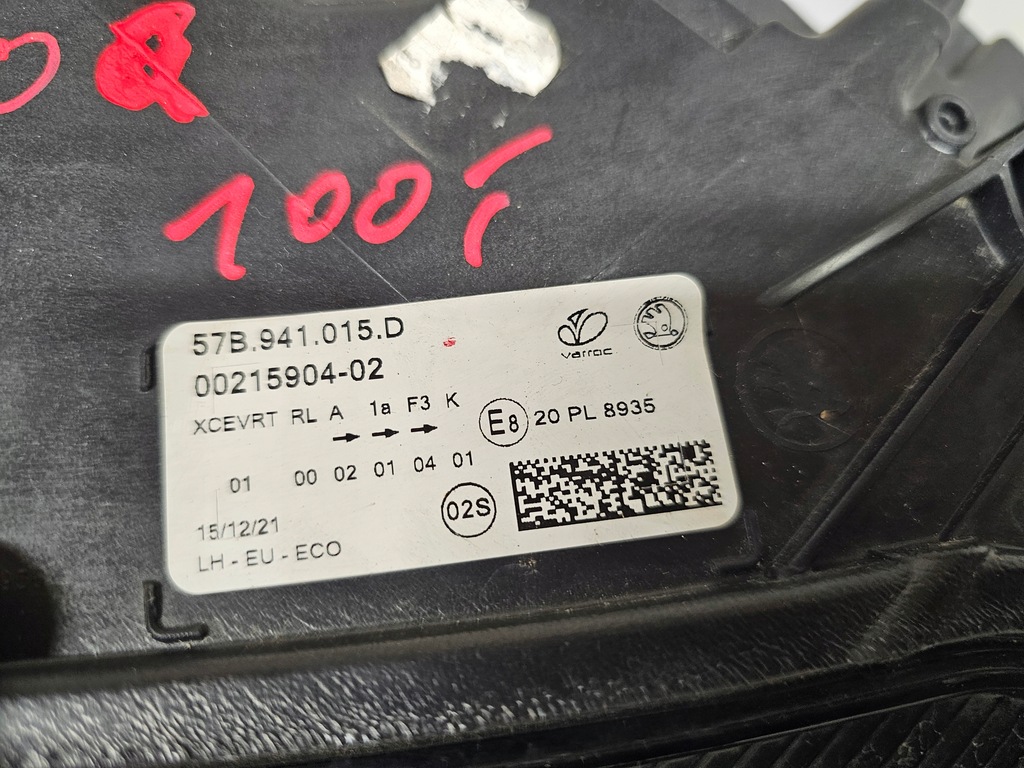 100,-
57B.941.015.D
00215904-02
varroc
XCEVRT RL A 1a F3 K
E8 20 PL 8935
01 00 02 01 04 01
02S
15/12/21
LH - EU - ECO